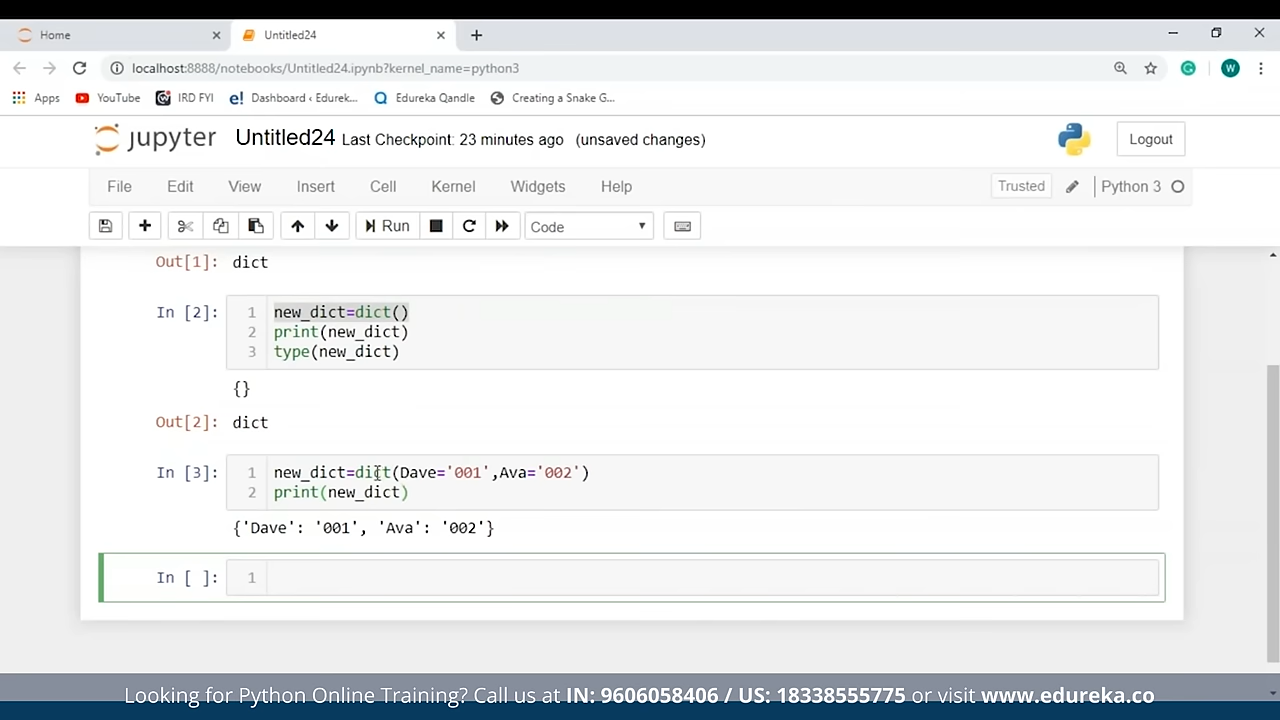 Home
Untitled24
localhost:8888/notebooks/Untitled24.ipynb?kernel_name=python3
W
Apps YouTube IRD FYI Dashboard ‹ Edurek... Edureka Qandle Creating a Snake G...
jupyter Untitled24 Last Checkpoint: 23 minutes ago (unsaved changes) Logout
File Edit View Insert Cell Kernel Widgets Help Trusted Python 3
Run Code
Out[1]: dict
In [2]: 1 new_dict=dict()
2 print(new_dict)
3 type(new_dict)
{}
Out[2]: dict
In [3]: 1 new_dict=dict(Dave='001',Ava='002')
2 print(new_dict)
{'Dave': '001', 'Ava': '002'}
In [ ]: 1
Looking for Python Online Training? Call us at IN: 9606058406 / US: 18338555775 or visit www.edureka.co